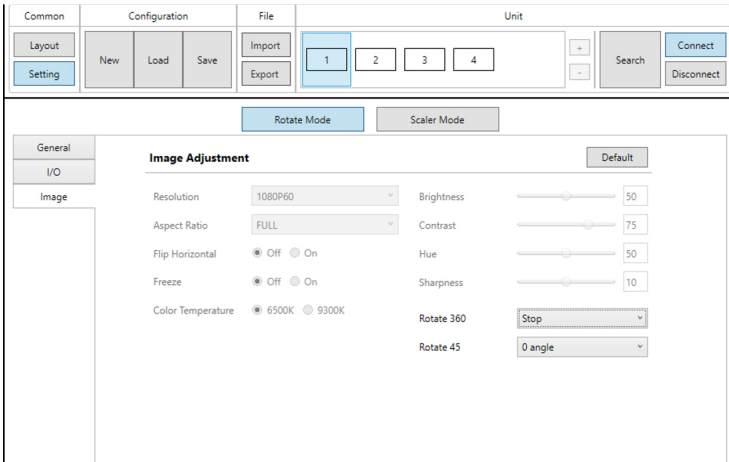 Common Configuration File Unit
Layout
Setting
New Load Save
Import
Export
1 2 3 4
+
-
Search
Connect
Disconnect
Rotate Mode Scaler Mode
General
I/O
Image
Image Adjustment Default
Resolution 1080P60 Brightness 50
Aspect Ratio FULL Contrast 75
Flip Horizontal Off On Hue 50
Freeze Off On Sharpness 10
Color Temperature 6500K 9300K
Rotate 360 Stop
Rotate 45 0 angle